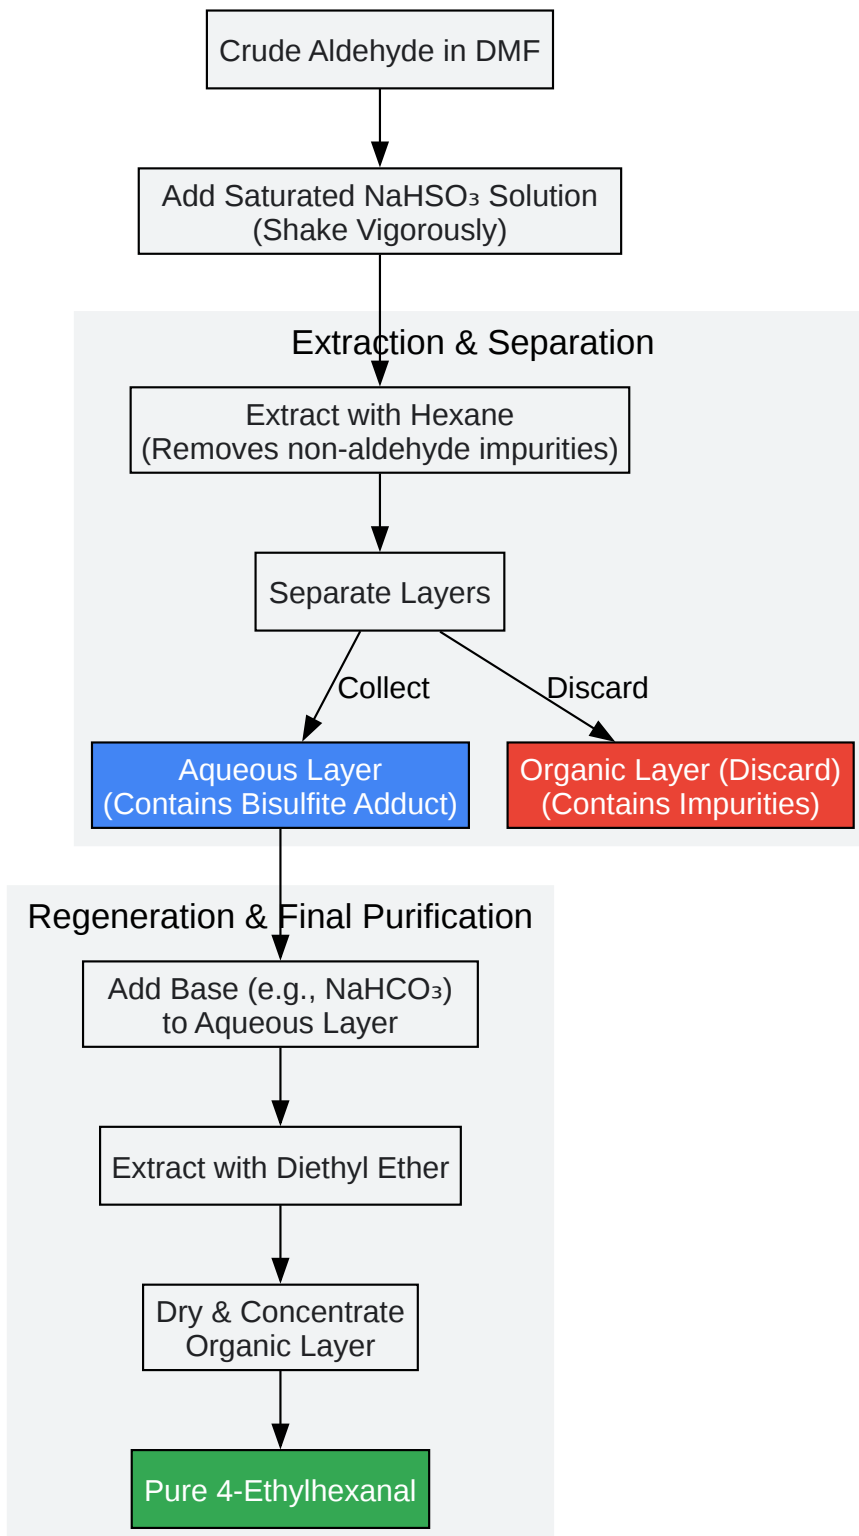 Crude Aldehyde in DMF
Add Saturated NaHSO₃ Solution
(Shake Vigorously)
Extraction & Separation
Extract with Hexane
(Removes non-aldehyde impurities)
Separate Layers
Collect
Discard
Aqueous Layer
(Contains Bisulfite Adduct)
Organic Layer (Discard)
(Contains Impurities)
Regeneration & Final Purification
Add Base (e.g., NaHCO₃)
to Aqueous Layer
Extract with Diethyl Ether
Dry & Concentrate
Organic Layer
Pure 4-Ethylhexanal